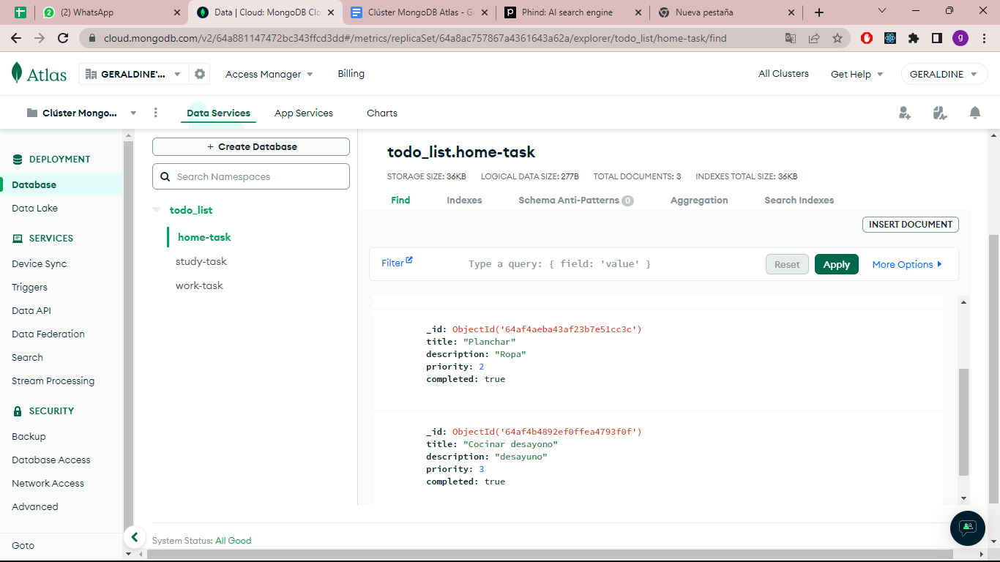 (2) WhatsApp
Data | Cloud: MongoDB Clo
Clúster MongoDB Atlas - Go
Phind: AI search engine
Nueva pestaña
cloud.mongodb.com/v2/64a881147472bc343ffcd3dd#/metrics/replicaSet/64a8ac757867a4361643a62a/explorer/todo_list/home-task/find
g
Atlas
GERALDINE'...
Access Manager
Billing
All Clusters
Get Help
GERALDINE
Clúster Mongo...
Data Services
App Services
Charts
DEPLOYMENT
Database
Data Lake
SERVICES
Device Sync
Triggers
Data API
Data Federation
Search
Stream Processing
SECURITY
Backup
Database Access
Network Access
Advanced
Goto
+ Create Database
Search Namespaces
todo_list
home-task
study-task
work-task
todo_list.home-task
STORAGE SIZE: 36KB LOGICAL DATA SIZE: 277B TOTAL DOCUMENTS: 3 INDEXES TOTAL SIZE: 36KB
Find Indexes Schema Anti-Patterns 0 Aggregation Search Indexes
INSERT DOCUMENT
Filter Type a query: { field: 'value' } Reset Apply More Options
_id: ObjectId('64af4aeba43af23b7e51cc3c')
title: "Planchar"
description: "Ropa"
priority: 2
completed: true
_id: ObjectId('64af4b4892ef0ffea4793f0f')
title: "Cocinar desayono"
description: "desayuno"
priority: 3
completed: true
System Status: All Good